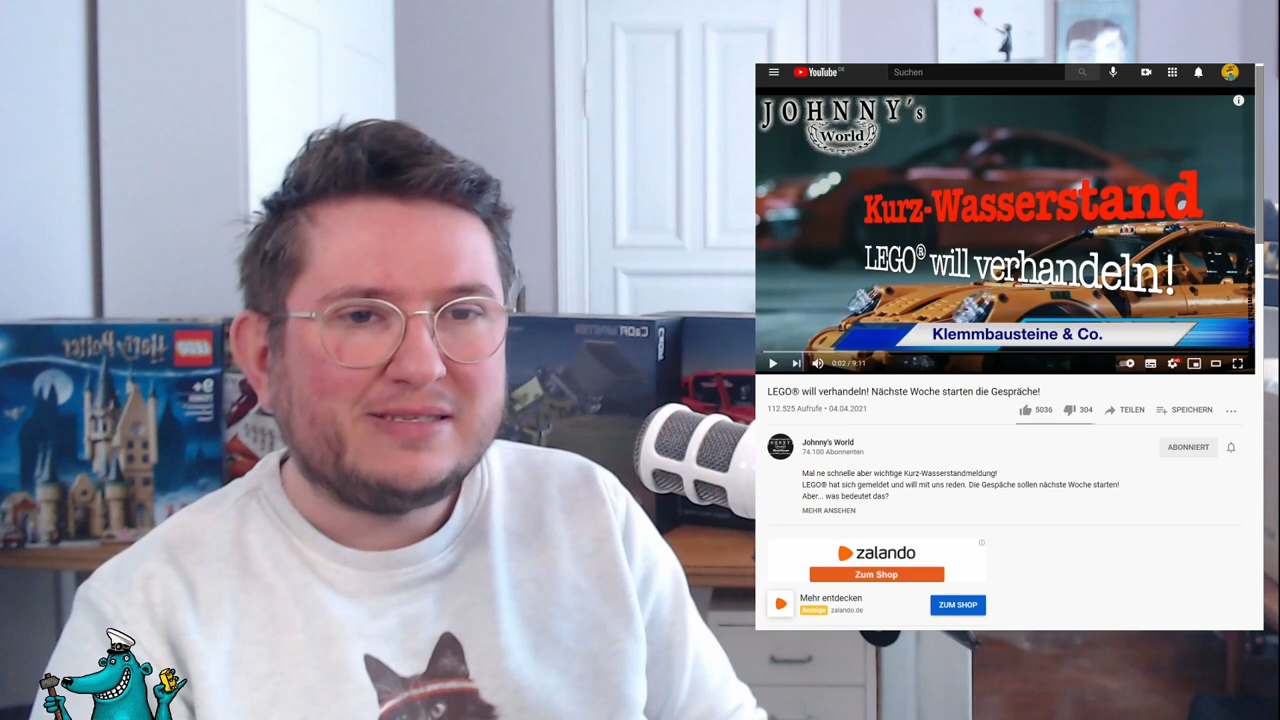 Harry Potter
LEGO
YouTube DE
Suchen
JOHNNY's
World
Kurz-Wasserstand
LEGO® will verhandeln!
Klemmbausteine & Co.
0:02 / 9:11
LEGO® will verhandeln! Nächste Woche starten die Gespräche!
112.525 Aufrufe • 04.04.2021
5036
304
TEILEN
SPEICHERN
Johnny's World
74.100 Abonnenten
ABONNIERT
Mal ne schnelle aber wichtige Kurz-Wasserstandmeldung!
LEGO® hat sich gemeldet und will mit uns reden. Die Gespäche sollen nächste Woche starten!
Aber... was bedeutet das?
MEHR ANSEHEN
zalando
Zum Shop
Mehr entdecken
Anzeige zalando.de
ZUM SHOP